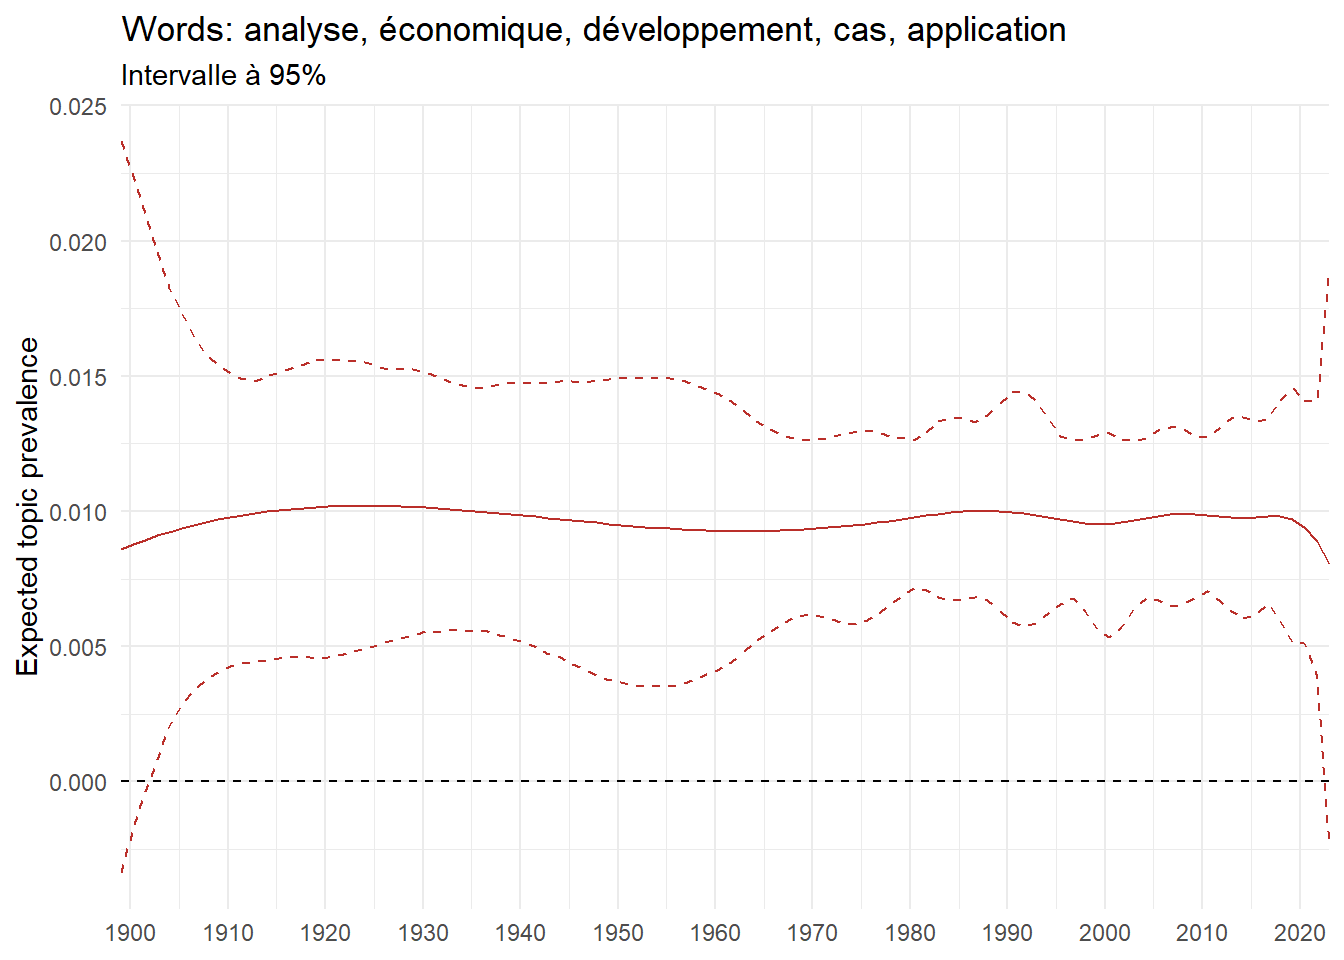 Words: analyse, économique, développement, cas, application
Intervalle à 95%
Expected topic prevalence
0.025
0.020
0.015
0.010
0.005
0.000
1900 1910 1920 1930 1940 1950 1960 1970 1980 1990 2000 2010 2020